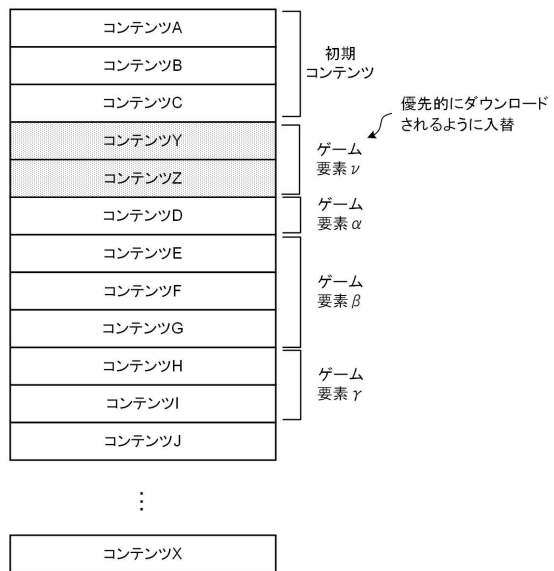 コンテンツA
コンテンツB
コンテンツC
初期
コンテンツ
コンテンツY
コンテンツZ
ゲーム
要素ν
優先的にダウンロード
されるように入替
コンテンツD
ゲーム
要素α
コンテンツE
コンテンツF
コンテンツG
ゲーム
要素β
コンテンツH
コンテンツI
ゲーム
要素γ
コンテンツJ
⋮
コンテンツX